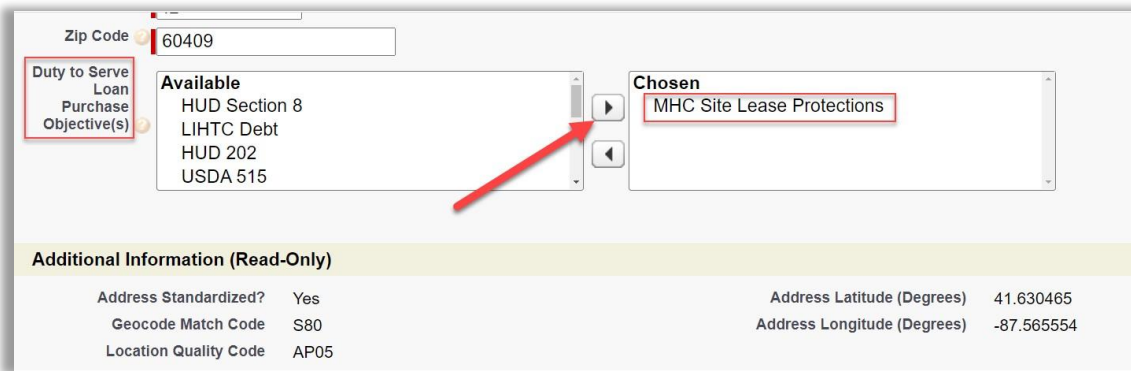 Zip Code 60409
Duty to Serve
Loan
Purchase
Objective(s)
Available
HUD Section 8
LIHTC Debt
HUD 202
USDA 515
Chosen
MHC Site Lease Protections
Additional Information (Read-Only)
Address Standardized? Yes
Geocode Match Code S80
Location Quality Code AP05
Address Latitude (Degrees) 41.630465
Address Longitude (Degrees) -87.565554